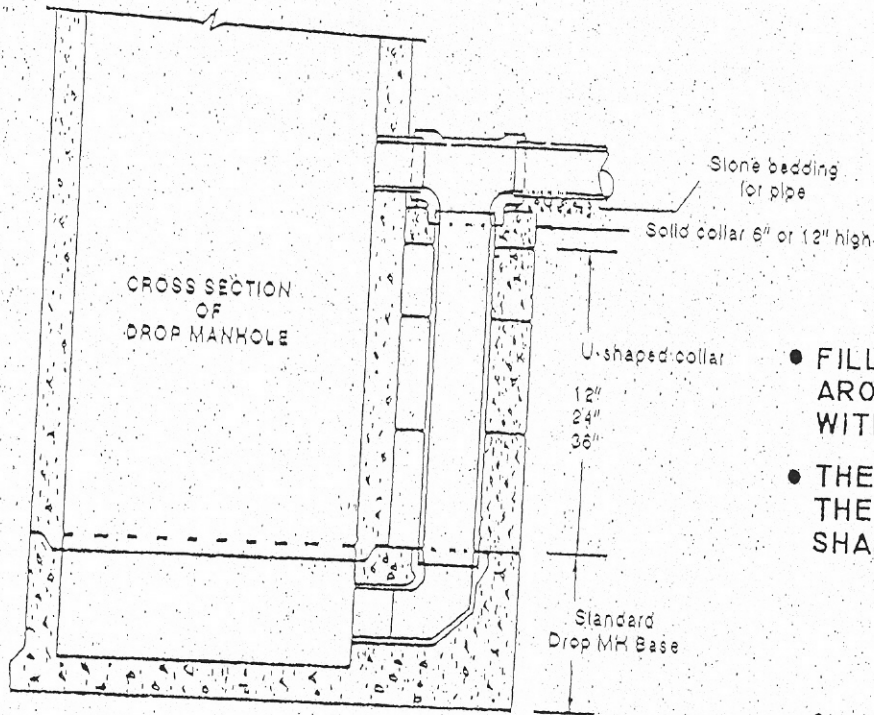 Stone bedding
for pipe
Solid collar 6" or 12" high
CROSS SECTION
OF
DROP MANHOLE
U-shaped collar
12"
24"
36"
• FILL
ARO
WIT
• THE
THE
SHA
Standard
Drop MH Base